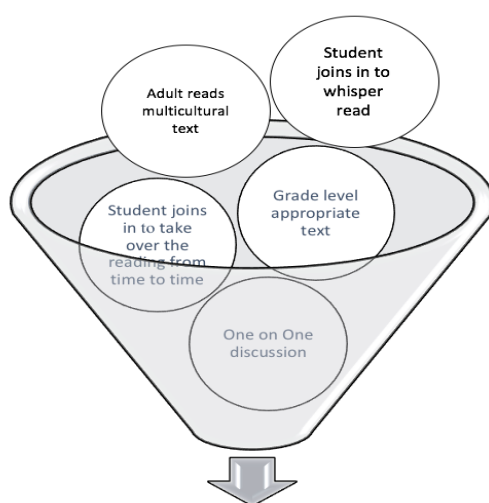 Adult reads
multicultural
text
Student
joins in to
whisper
read
Student joins
in to take
over the
reading from
time to time
Grade level
appropriate
text
One on One
discussion